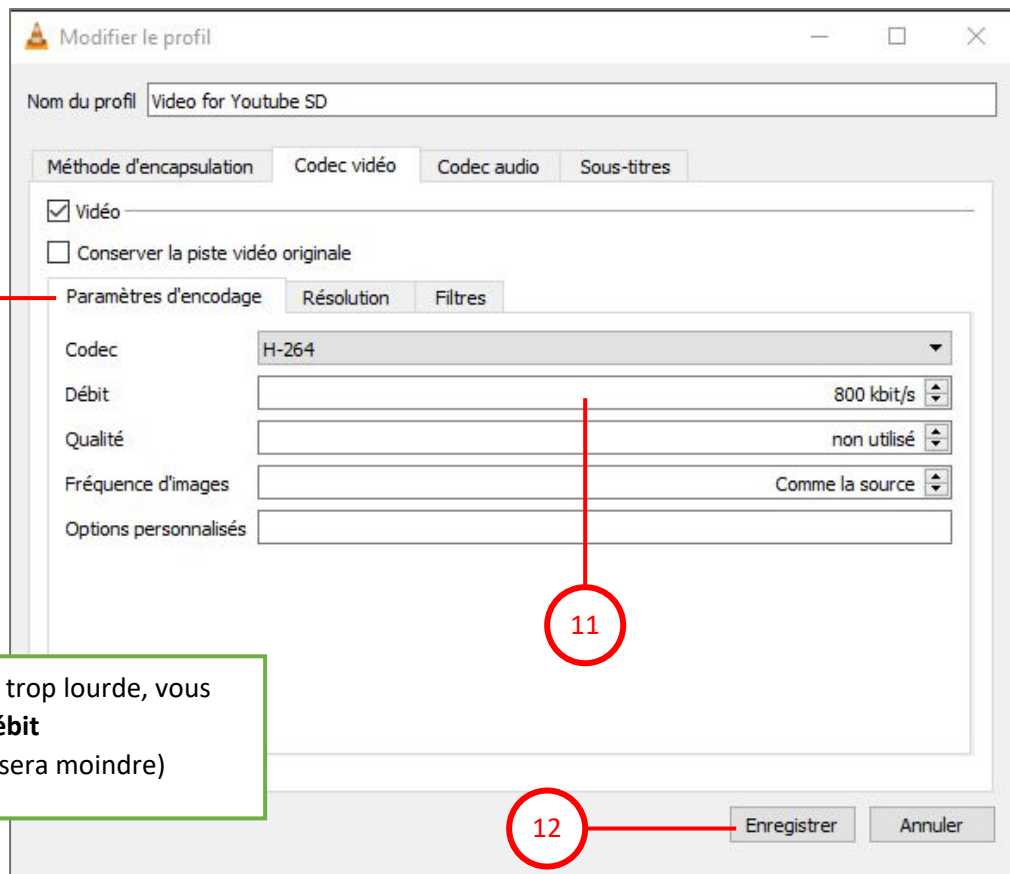 Modifier le profil
Nom du profil Video for Youtube SD
Méthode d'encapsulation Codec vidéo Codec audio Sous-titres
Vidéo
Conserver la piste vidéo originale
Paramètres d'encodage Résolution Filtres
Codec H-264
Débit 800 kbit/s
Qualité non utilisé
Fréquence d'images Comme la source
Options personnalisés
11
trop lourde, vous
ébit
sera moindre)
12 Enregistrer Annuler